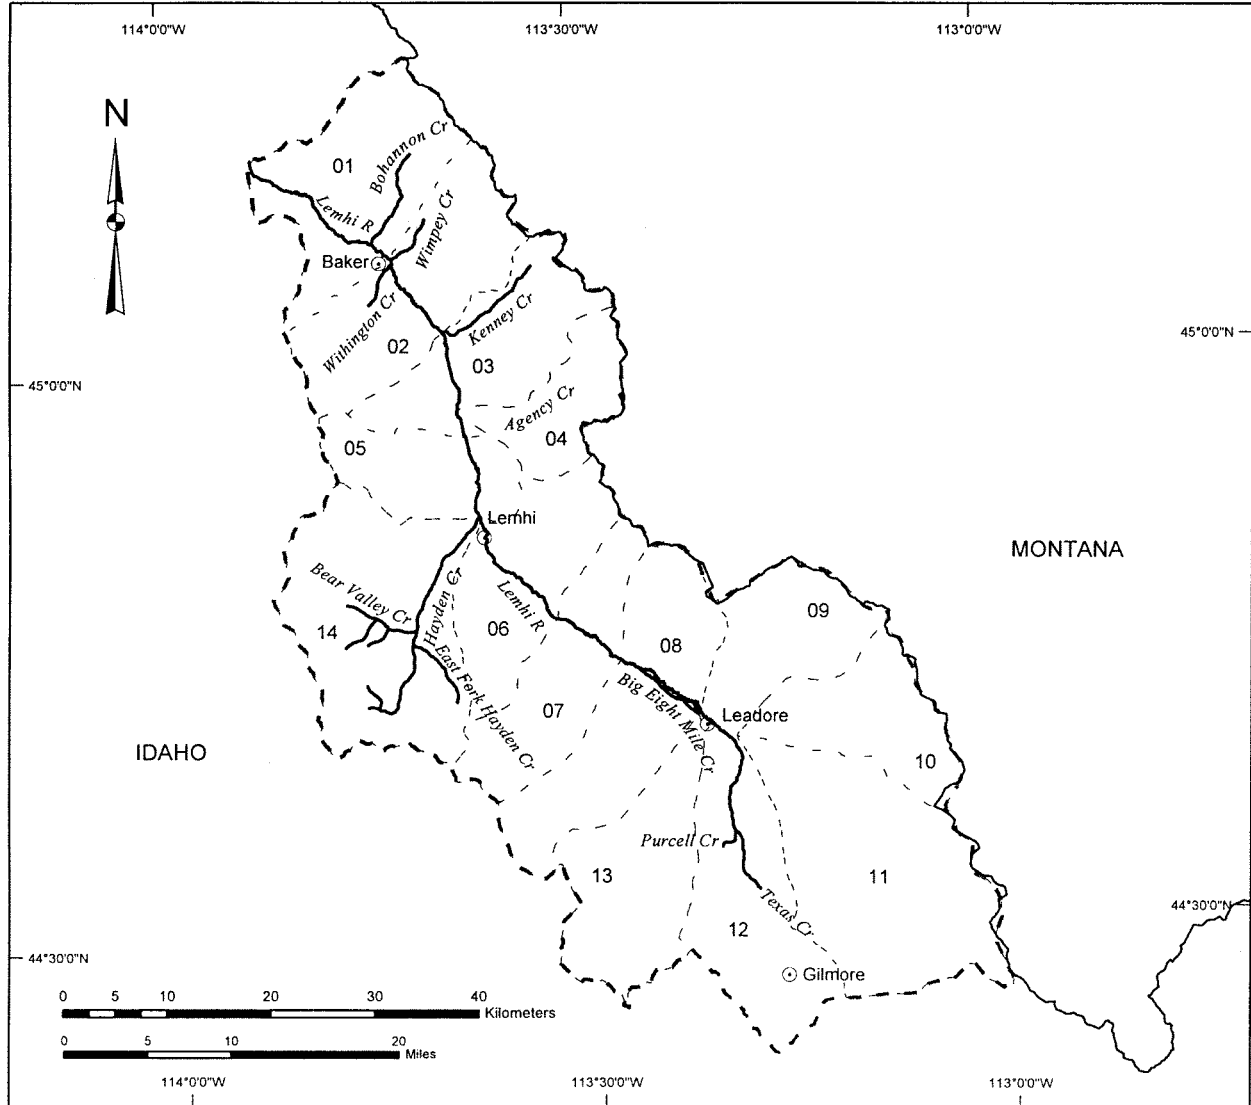 114°0'0"W
113°30'0"W
113°0'0"W
N
01
Bohannon Cr
Lemhi R
Wimpey Cr
Baker
Withington Cr
02
Kenney Cr
03
45°0'0"N
45°0'0"N
Agency Cr
04
05
Lemhi
MONTANA
Bear Valley Cr
Hayden Cr
Lemhi R
14
06
East Fork Hayden Cr
07
08
09
Big Eight Mile Cr
Leadore
IDAHO
10
Purcell Cr
13
11
Texas Cr
12
44°30'0"N
44°30'0"N
Gilmore
0 5 10 20 30 40
Kilometers
0 5 10 20
Miles
114°0'0"W
113°30'0"W
113°0'0"W